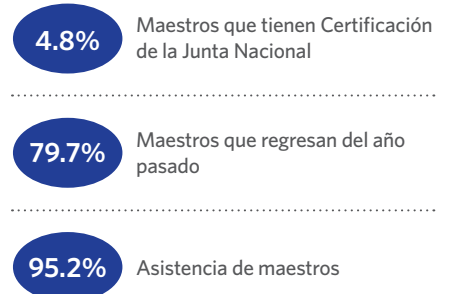 4.8%
Maestros que tienen Certificación
de la Junta Nacional
79.7%
Maestros que regresan del año
pasado
95.2%
Asistencia de maestros